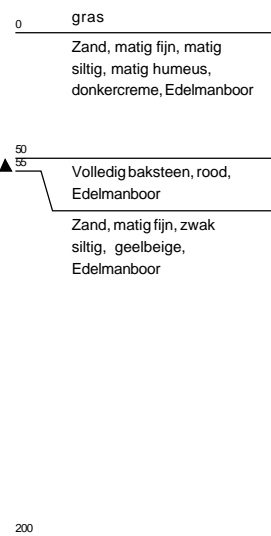 0
gras
Zand, matig fijn, matig
siltig, matig humeus,
donkercreme, Edelmanboor
50
55
Volledig baksteen, rood,
Edelmanboor
Zand, matig fijn, zwak
siltig, geelbeige,
Edelmanboor
200